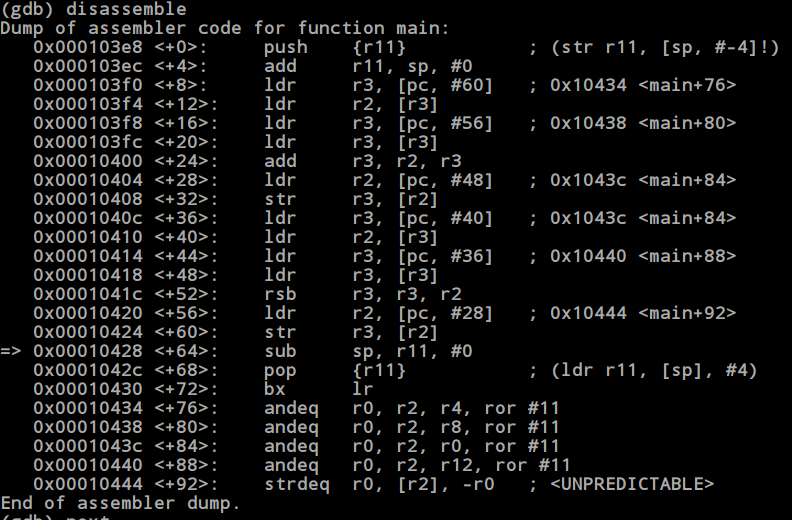 (gdb) disassemble
Dump of assembler code for function main:
   0x000103e8 <+0>:     push    {r11}           ; (str r11, [sp, #-4]!)
   0x000103ec <+4>:     add     r11, sp, #0
   0x000103f0 <+8>:     ldr     r3, [pc, #60]   ; 0x10434 <main+76>
   0x000103f4 <+12>:    ldr     r2, [r3]
   0x000103f8 <+16>:    ldr     r3, [pc, #56]   ; 0x10438 <main+80>
   0x000103fc <+20>:    ldr     r3, [r3]
   0x00010400 <+24>:    add     r3, r2, r3
   0x00010404 <+28>:    ldr     r2, [pc, #48]   ; 0x1043c <main+84>
   0x00010408 <+32>:    str     r3, [r2]
   0x0001040c <+36>:    ldr     r3, [pc, #40]   ; 0x1043c <main+84>
   0x00010410 <+40>:    ldr     r2, [r3]
   0x00010414 <+44>:    ldr     r3, [pc, #36]   ; 0x10440 <main+88>
   0x00010418 <+48>:    ldr     r3, [r3]
   0x0001041c <+52>:    rsb     r3, r3, r2
   0x00010420 <+56>:    ldr     r2, [pc, #28]   ; 0x10444 <main+92>
   0x00010424 <+60>:    str     r3, [r2]
=> 0x00010428 <+64>:    sub     sp, r11, #0
   0x0001042c <+68>:    pop     {r11}           ; (ldr r11, [sp], #4)
   0x00010430 <+72>:    bx      lr
   0x00010434 <+76>:    andeq   r0, r2, r4, ror #11
   0x00010438 <+80>:    andeq   r0, r2, r8, ror #11
   0x0001043c <+84>:    andeq   r0, r2, r0, ror #11
   0x00010440 <+88>:    andeq   r0, r2, r12, ror #11
   0x00010444 <+92>:    strdeq  r0, [r2], -r0   ; <UNPREDICTABLE>
End of assembler dump.
(gdb) next